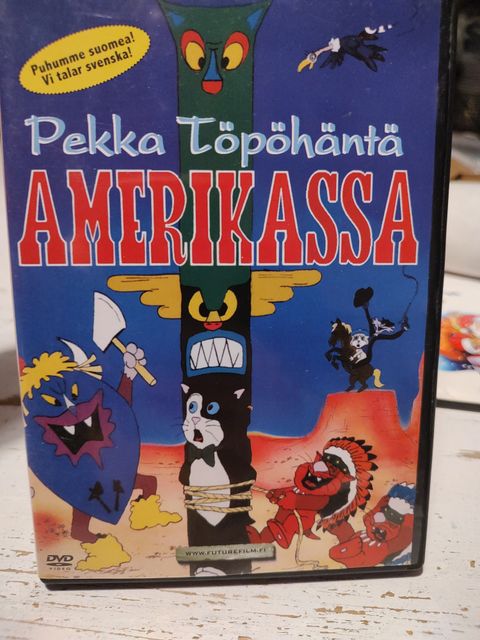 Puhumme suomea!
Vi talar svenska!
Pekka Töpöhäntä
AMERIKASSA
DVD
VIDEO
WWW.FUTUREFILM.FI